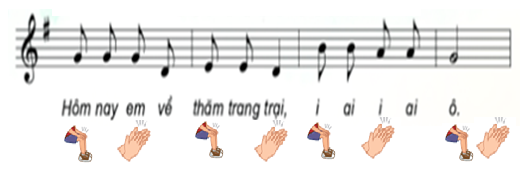 Hôm nay em về thăm trang trại, i ai i ai ô.